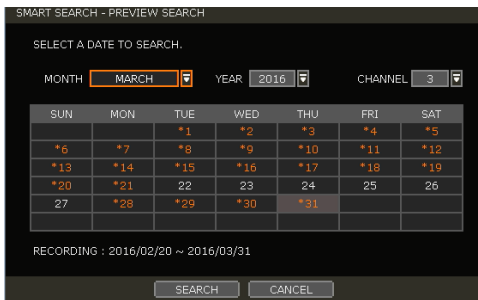 SMART SEARCH - PREVIEW SEARCH
SELECT A DATE TO SEARCH.
MONTH MARCH YEAR 2016 CHANNEL 3
SUN MON TUE WED THU FRI SAT
*1 *2 *3 *4 *5
*6 *7 *8 *9 *10 *11 *12
*13 *14 *15 *16 *17 *18 *19
*20 *21 22 23 24 25 26
27 *28 *29 *30 *31
RECORDING : 2016/02/20 ~ 2016/03/31
SEARCH CANCEL